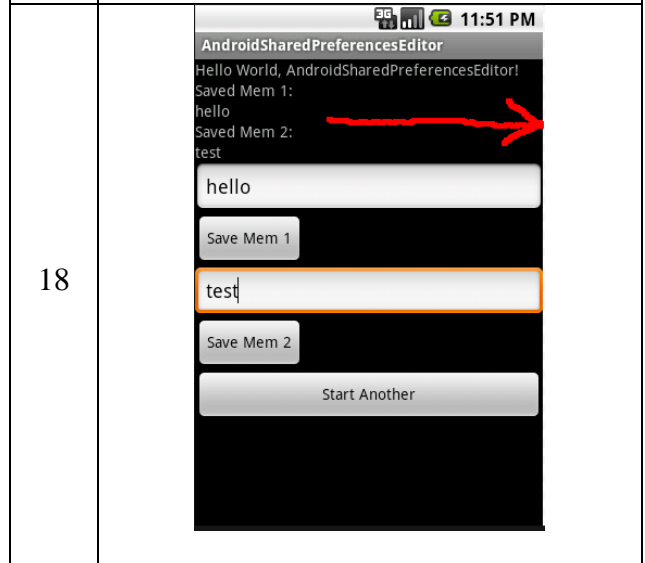 3G 11:51 PM
AndroidSharedPreferencesEditor
Hello World, AndroidSharedPreferencesEditor!
Saved Mem 1:
hello
Saved Mem 2:
test
hello
Save Mem 1
18
test
Save Mem 2
Start Another